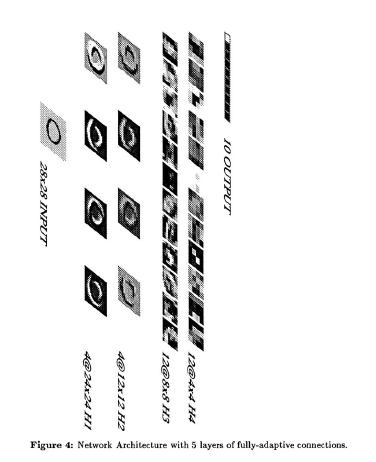 28x28 INPUT
4@24x24 H1
4@12x12 H2
12@8x8 H3
12@4x4 H4
10 OUTPUT
Figure 4: Network Architecture with 5 layers of fully-adaptive connections.